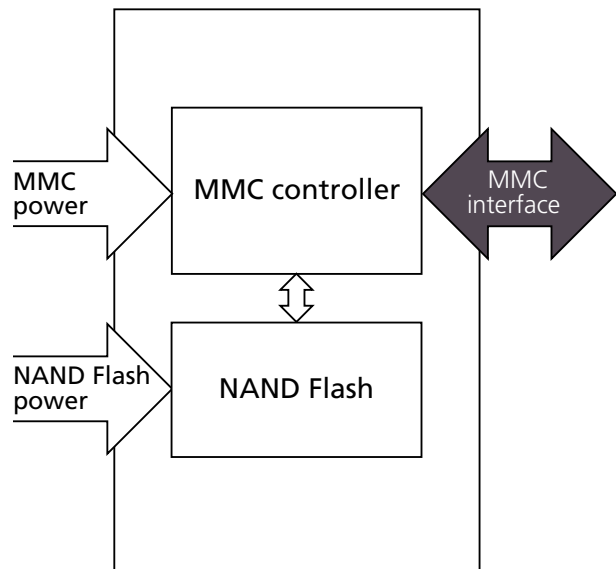 MMC
power
MMC controller
MMC
interface
NAND Flash
power
NAND Flash